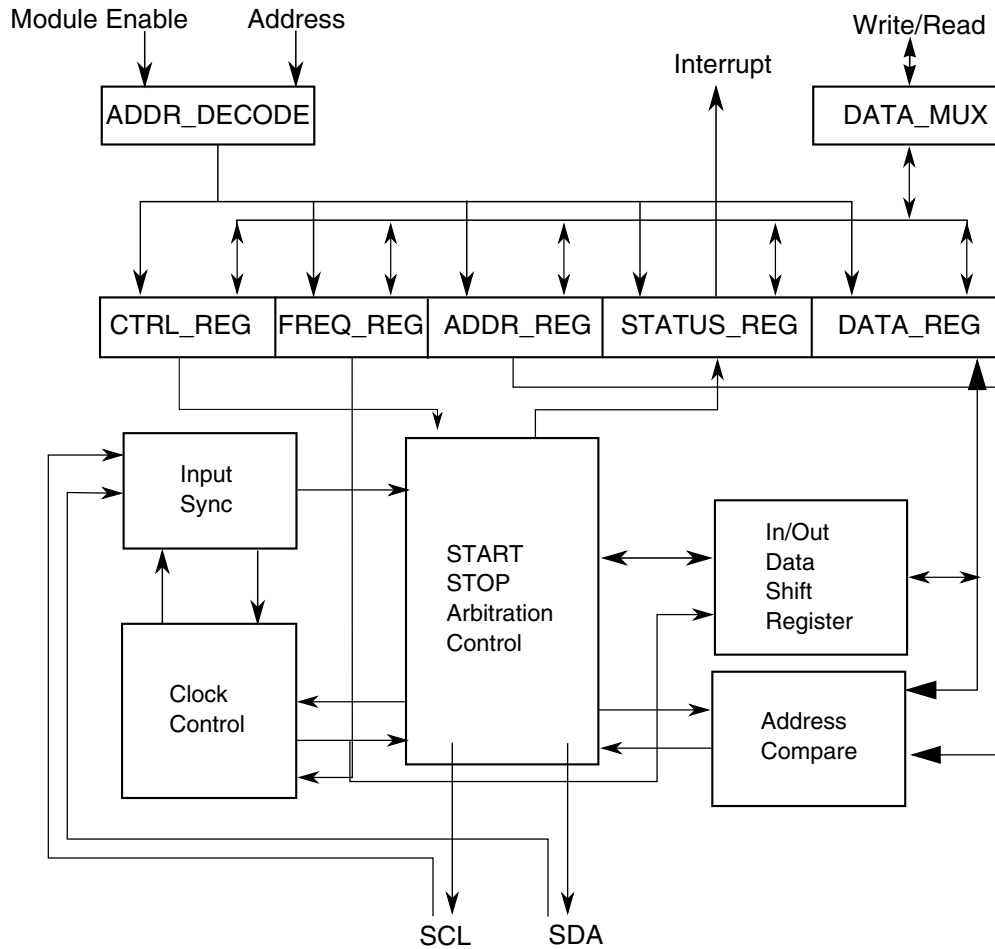 Module Enable
Address
Write/Read
Interrupt
ADDR_DECODE
DATA_MUX
CTRL_REG
FREQ_REG
ADDR_REG
STATUS_REG
DATA_REG
Input
Sync
START
STOP
Arbitration
Control
In/Out
Data
Shift
Register
Clock
Control
Address
Compare
SCL
SDA